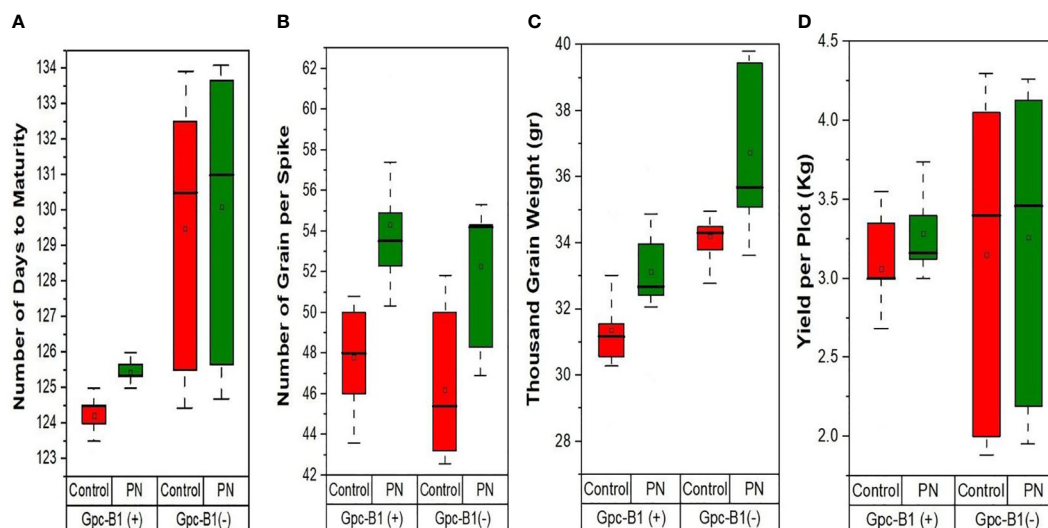 A
Number of Days to Maturity
134
133
132
131
130
129
128
127
126
125
124
123
Control PN Control PN
Gpc-B1 (+) Gpc-B1(-)
B
Number of Grain per Spike
62
60
58
56
54
52
50
48
46
44
42
Control PN Control PN
Gpc-B1 (+) Gpc-B1(-)
C
Thousand Grain Weight (gr)
40
38
36
34
32
30
28
Control PN Control PN
Gpc-B1 (+) Gpc-B1(-)
D
Yield per Plot (Kg)
4.5
4.0
3.5
3.0
2.5
2.0
Control PN Control PN
Gpc-B1 (+) Gpc-B1(-)